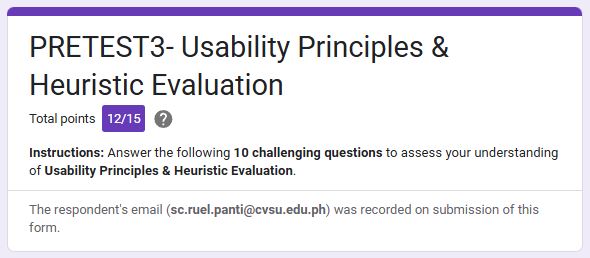 PRETEST3- Usability Principles &
Heuristic Evaluation
Total points 12/15 ?
Instructions: Answer the following 10 challenging questions to assess your understanding
of Usability Principles & Heuristic Evaluation.
The respondent's email (sc.ruel.panti@cvsu.edu.ph) was recorded on submission of this
form.